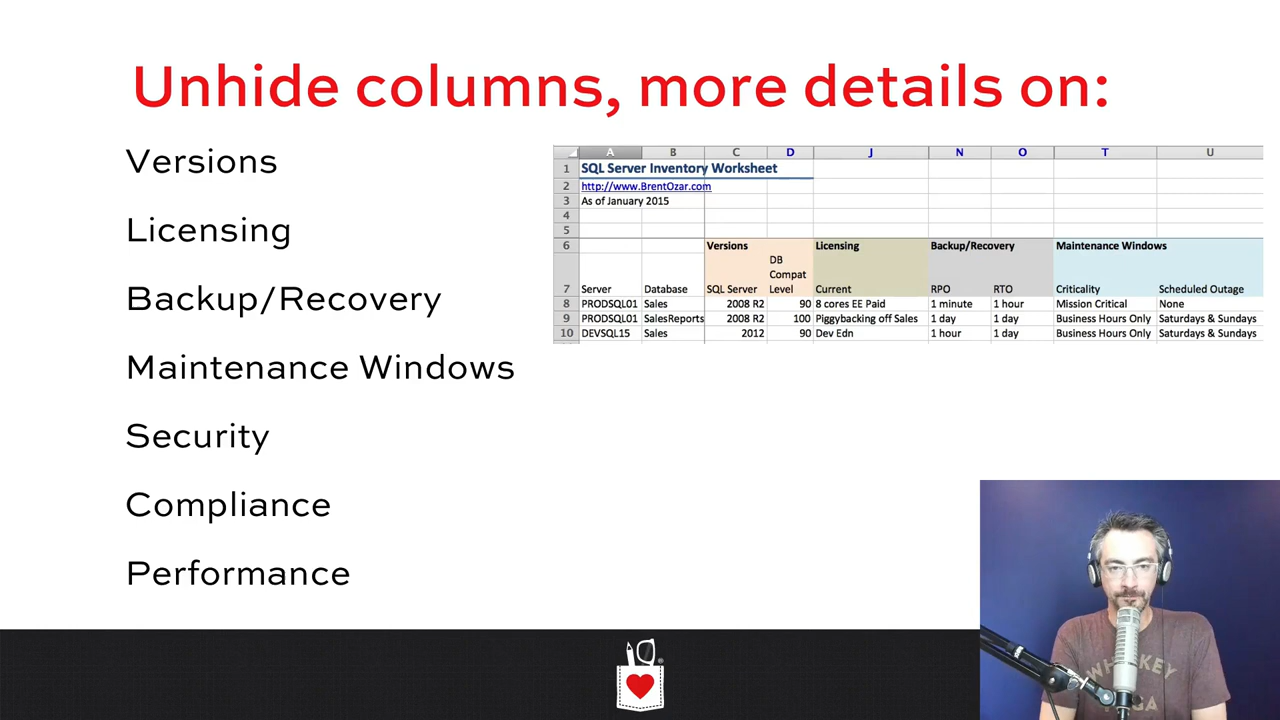 Unhide columns, more details on:
Versions
Licensing
Backup/Recovery
Maintenance Windows
Security
Compliance
Performance
A B C D J N O T U
1 SQL Server Inventory Worksheet
2 http://www.BrentOzar.com
3 As of January 2015
4
5
6 Versions Licensing Backup/Recovery Maintenance Windows
DB
Compat
7 Server Database SQL Server Level Current RPO RTO Criticality Scheduled Outage
8 PRODSQL01 Sales 2008 R2 90 8 cores EE Paid 1 minute 1 hour Mission Critical None
9 PRODSQL01 SalesReports 2008 R2 100 Piggybacking off Sales 1 day 1 day Business Hours Only Saturdays & Sundays
10 DEVSQL15 Sales 2012 90 Dev Edn 1 hour 1 day Business Hours Only Saturdays & Sundays